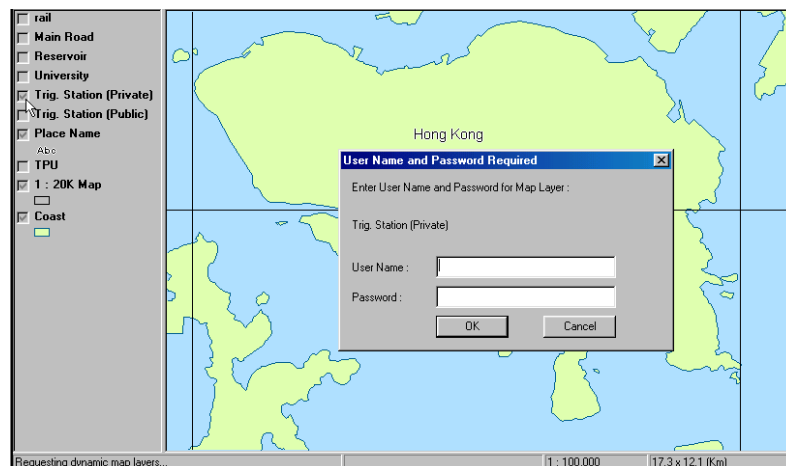 rail
Main Road
Reservoir
University
Trig. Station (Private)
Trig. Station (Public)
Place Name
Abc
TPU
1 : 20K Map
Coast
Hong Kong
User Name and Password Required
Enter User Name and Password for Map Layer :
Trig. Station (Private)
User Name :
Password :
OK
Cancel
Requesting dynamic map layers...
1 : 100,000
17.3 x 12.1 (Km)